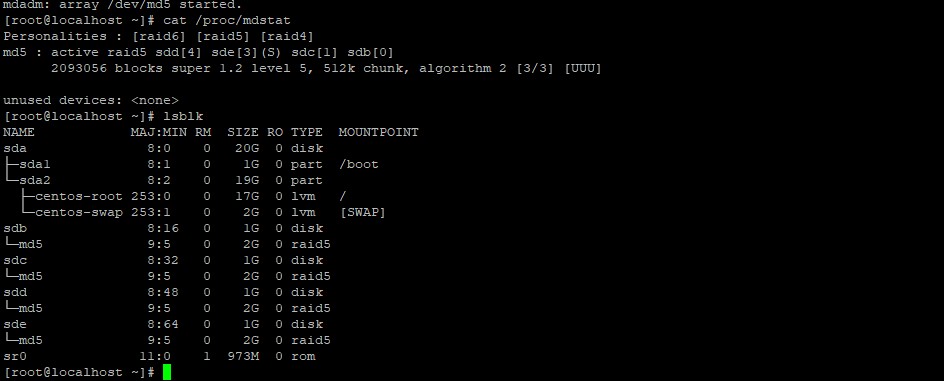 mdadm: array /dev/md5 started.
[root@localhost ~]# cat /proc/mdstat
Personalities : [raid6] [raid5] [raid4]
md5 : active raid5 sdd[4] sde[3](S) sdc[1] sdb[0]
      2093056 blocks super 1.2 level 5, 512k chunk, algorithm 2 [3/3] [UUU]

unused devices: <none>
[root@localhost ~]# lsblk
NAME            MAJ:MIN RM  SIZE RO TYPE  MOUNTPOINT
sda               8:0    0   20G  0 disk
├─sda1            8:1    0    1G  0 part  /boot
└─sda2            8:2    0   19G  0 part
  ├─centos-root 253:0    0   17G  0 lvm   /
  └─centos-swap 253:1    0    2G  0 lvm   [SWAP]
sdb               8:16   0    1G  0 disk
└─md5             9:5    0    2G  0 raid5
sdc               8:32   0    1G  0 disk
└─md5             9:5    0    2G  0 raid5
sdd               8:48   0    1G  0 disk
└─md5             9:5    0    2G  0 raid5
sde               8:64   0    1G  0 disk
└─md5             9:5    0    2G  0 raid5
sr0              11:0    1  973M  0 rom
[root@localhost ~]#